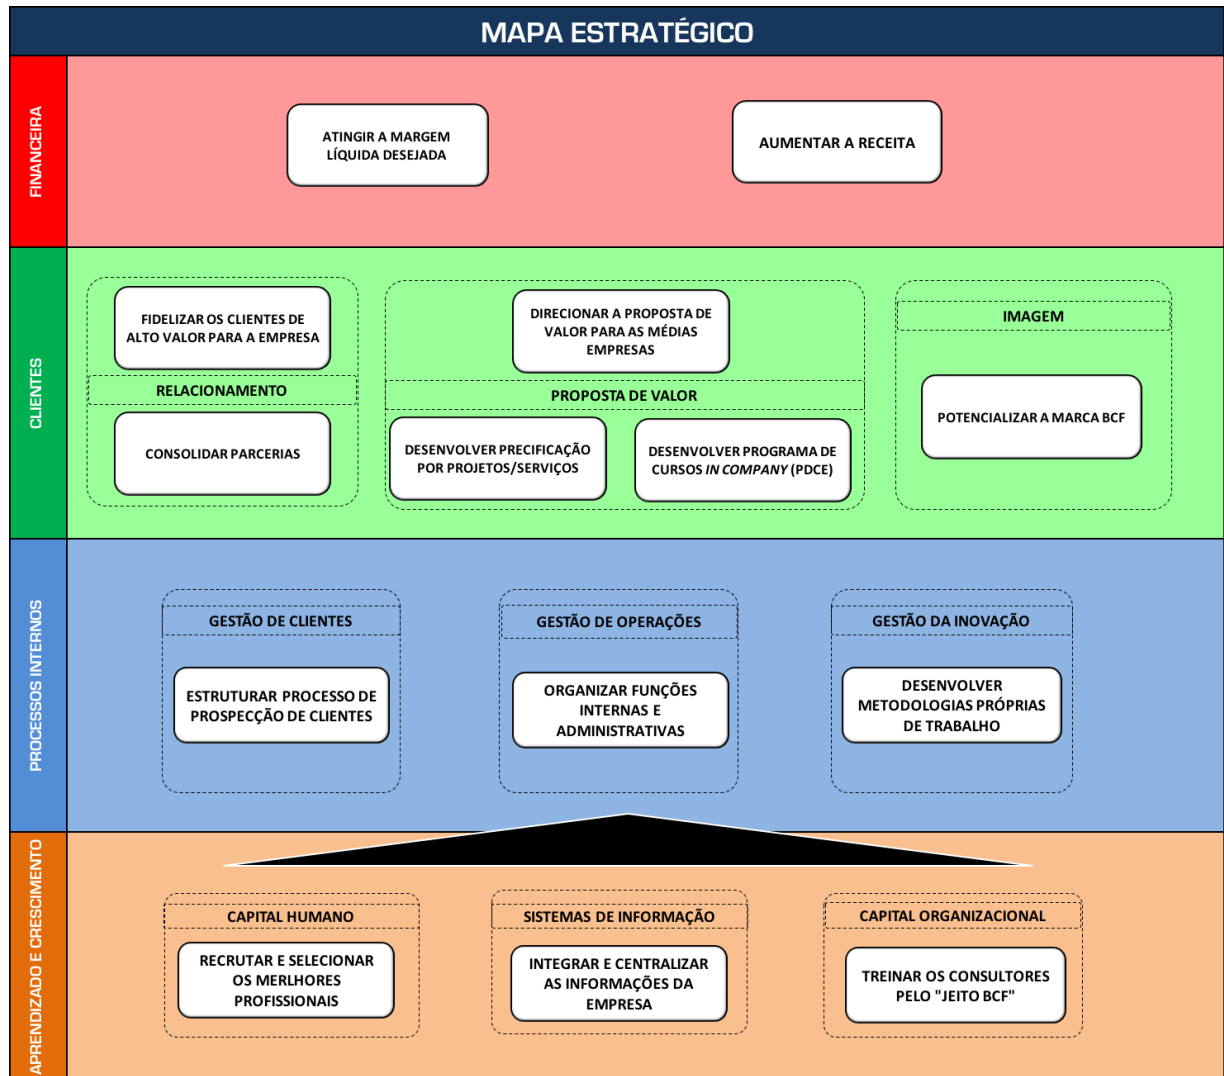 MAPA ESTRATÉGICO
FINANCEIRA
ATINGIR A MARGEM
LÍQUIDA DESEJADA
AUMENTAR A RECEITA
CLIENTES
FIDELIZAR OS CLIENTES DE
ALTO VALOR PARA A EMPRESA
RELACIONAMENTO
CONSOLIDAR PARCERIAS
DIRECIONAR A PROPOSTA DE
VALOR PARA AS MÉDIAS
EMPRESAS
PROPOSTA DE VALOR
DESENVOLVER PRECIFICAÇÃO
POR PROJETOS/SERVIÇOS
DESENVOLVER PROGRAMA DE
CURSOS IN COMPANY (PDCE)
IMAGEM
POTENCIALIZAR A MARCA BCF
PROCESSOS INTERNOS
GESTÃO DE CLIENTES
ESTRUTURAR PROCESSO DE
PROSPECÇÃO DE CLIENTES
GESTÃO DE OPERAÇÕES
ORGANIZAR FUNÇÕES
INTERNAS E
ADMINISTRATIVAS
GESTÃO DA INOVAÇÃO
DESENVOLVER
METODOLOGIAS PRÓPRIAS
DE TRABALHO
APRENDIZADO E CRESCIMENTO
CAPITAL HUMANO
RECRUTAR E SELECIONAR
OS MERLHORES
PROFISSIONAIS
SISTEMAS DE INFORMAÇÃO
INTEGRAR E CENTRALIZAR
AS INFORMAÇÕES DA
EMPRESA
CAPITAL ORGANIZACIONAL
TREINAR OS CONSULTORES
PELO "JEITO BCF"